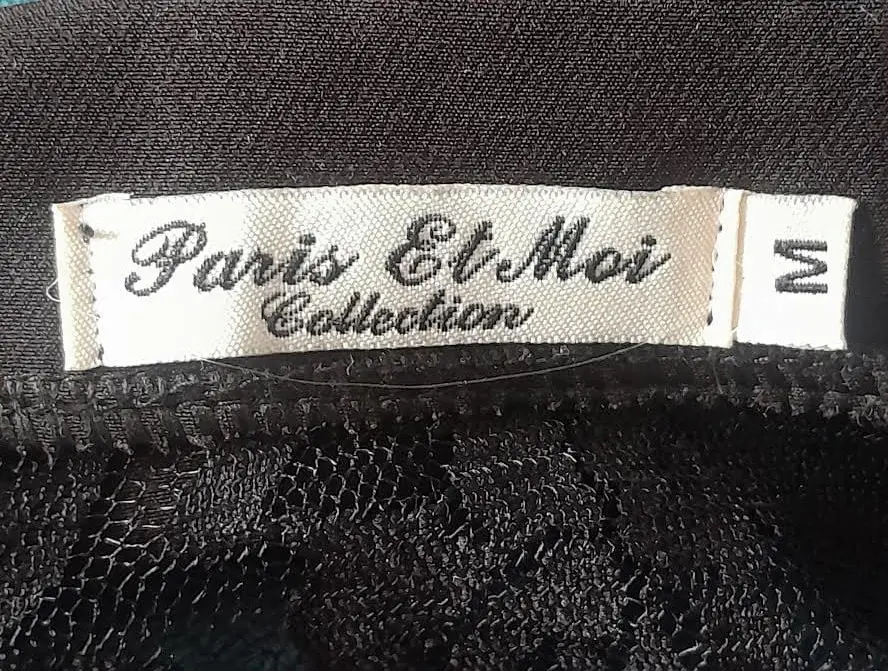 Paris Et Moi
Collection
M